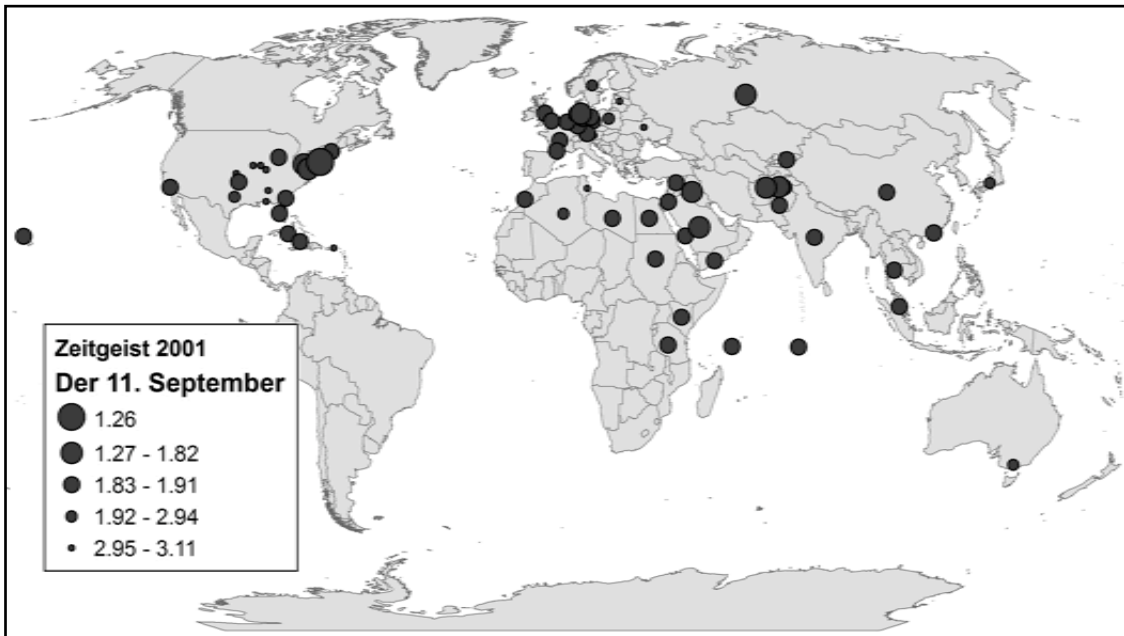 Zeitgeist 2001
Der 11. September
1.26
1.27 - 1.82
1.83 - 1.91
1.92 - 2.94
2.95 - 3.11